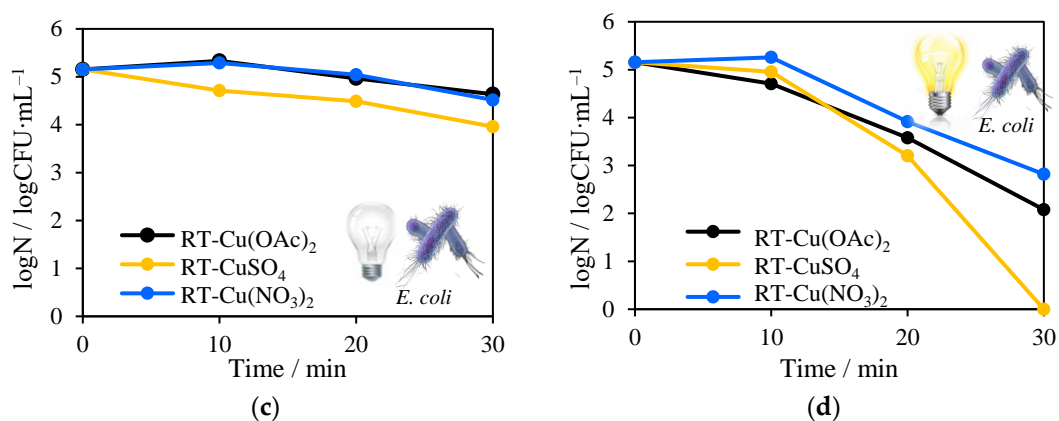 logN / logCFU·mL⁻¹
6
5
4
3
2
1
0
RT-Cu(OAc)₂
RT-CuSO₄
RT-Cu(NO₃)₂
E. coli
0 10 20 30
Time / min
(c)
logN / logCFU·mL⁻¹
6
5
4
3
2
1
0
E. coli
RT-Cu(OAc)₂
RT-CuSO₄
RT-Cu(NO₃)₂
0 10 20 30
Time / min
(d)